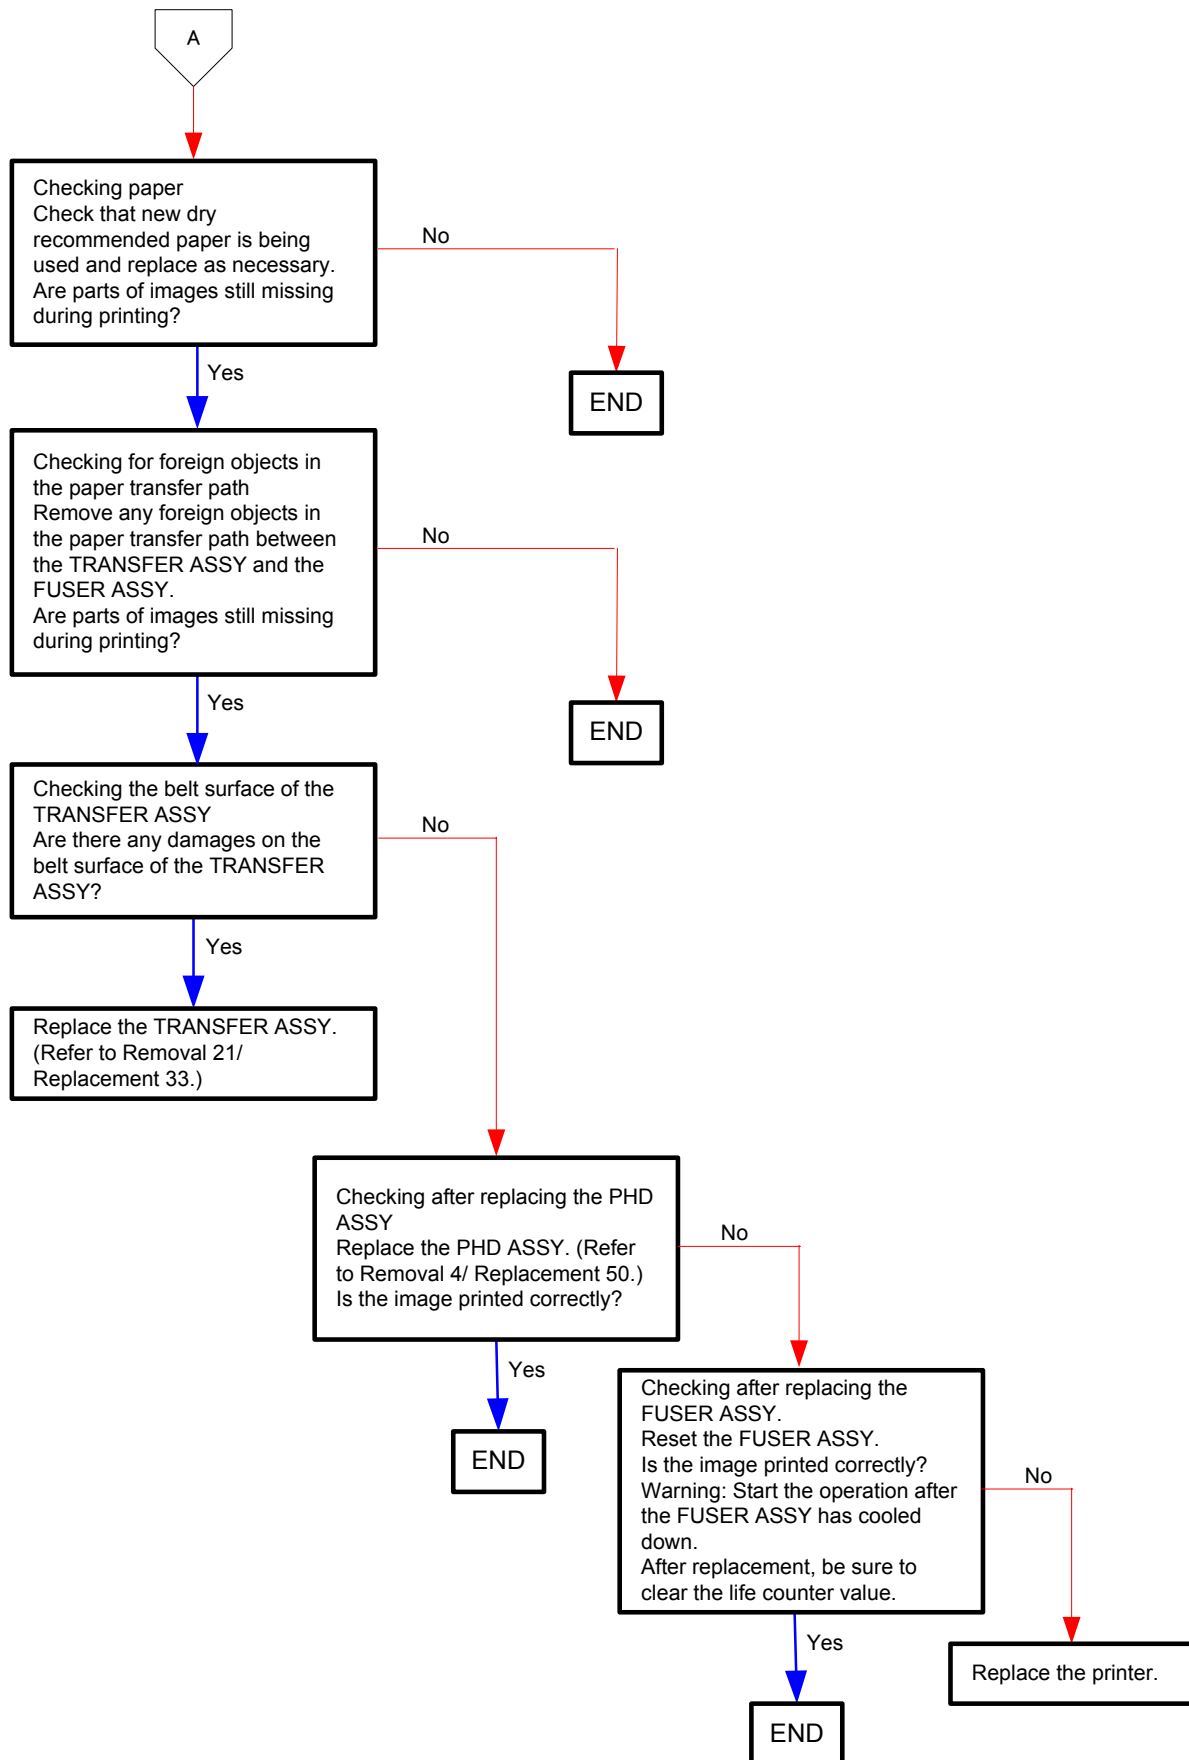 A
Checking paper
Check that new dry
recommended paper is being
used and replace as necessary.
Are parts of images still missing
during printing?
No
END
Yes
Checking for foreign objects in
the paper transfer path
Remove any foreign objects in
the paper transfer path between
the TRANSFER ASSY and the
FUSER ASSY.
Are parts of images still missing
during printing?
No
END
Yes
Checking the belt surface of the
TRANSFER ASSY
Are there any damages on the
belt surface of the TRANSFER
ASSY?
No
Yes
Replace the TRANSFER ASSY.
(Refer to Removal 21/
Replacement 33.)
Checking after replacing the PHD
ASSY
Replace the PHD ASSY. (Refer
to Removal 4/ Replacement 50.)
Is the image printed correctly?
No
Yes
END
Checking after replacing the
FUSER ASSY.
Reset the FUSER ASSY.
Is the image printed correctly?
Warning: Start the operation after
the FUSER ASSY has cooled
down.
After replacement, be sure to
clear the life counter value.
No
Yes
Replace the printer.
END